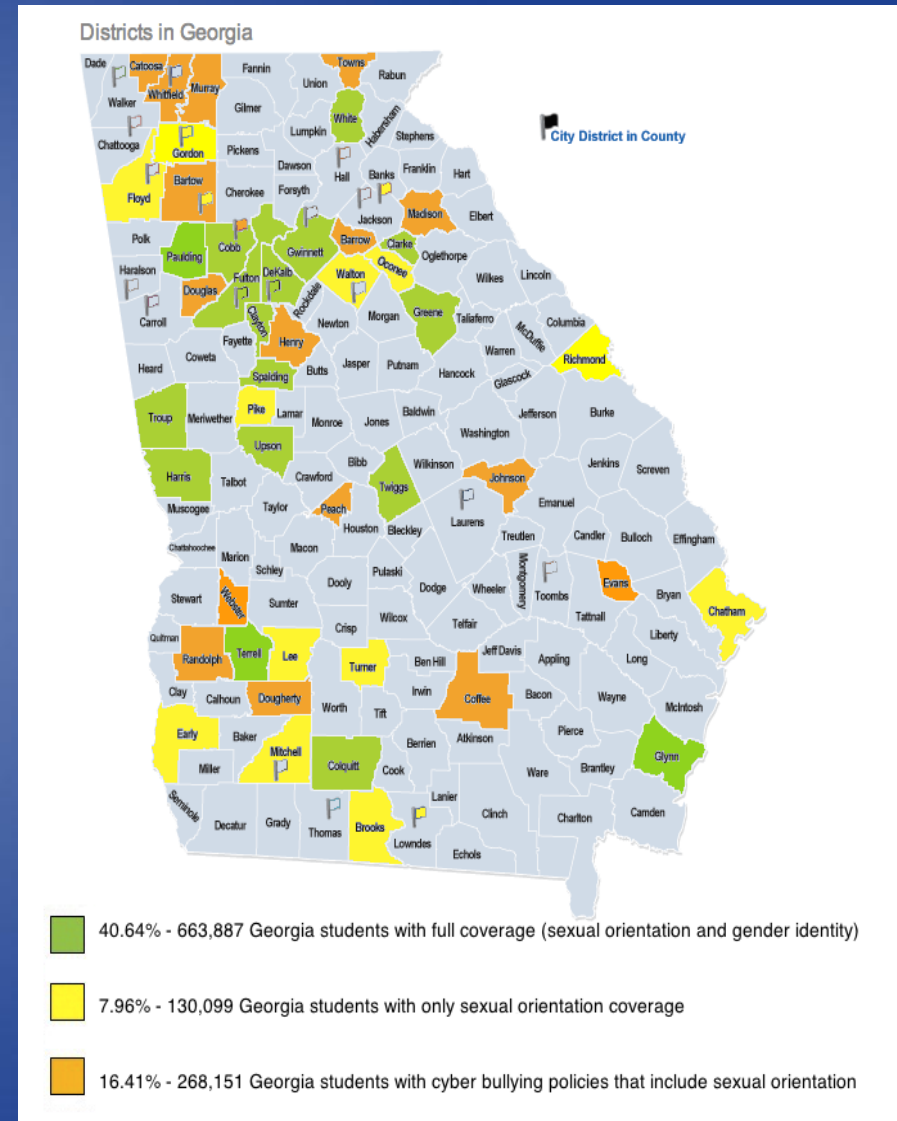 Districts in Georgia
Dade
Catoosa
Fannin
Towns
Rabun
Union
Walker
Whitfield
Murray
Gilmer
White
Habersham
City District in County
Lumpkin
Stephens
Chattooga
Gordon
Pickens
Dawson
Hall
Banks
Franklin
Hart
Floyd
Bartow
Cherokee
Forsyth
Jackson
Madison
Elbert
Polk
Paulding
Cobb
Gwinnett
Barrow
Clarke
Oglethorpe
Oconee
Haralson
Fulton
DeKalb
Walton
Wilkes
Lincoln
Douglas
Rockdale
Carroll
Clayton
Newton
Morgan
Greene
Taliaferro
McDuffie
Columbia
Fayette
Henry
Warren
Richmond
Heard
Coweta
Spalding
Butts
Jasper
Putnam
Hancock
Glascock
Troup
Meriwether
Pike
Lamar
Monroe
Jones
Baldwin
Jefferson
Burke
Washington
Upson
Bibb
Wilkinson
Jenkins
Screven
Harris
Talbot
Crawford
Twiggs
Johnson
Muscogee
Taylor
Peach
Houston
Bleckley
Laurens
Emanuel
Treutlen
Candler
Bulloch
Effingham
Chattahoochee
Marion
Macon
Schley
Dooly
Pulaski
Dodge
Wheeler
Montgomery
Toombs
Evans
Bryan
Chatham
Stewart
Webster
Sumter
Wilcox
Telfair
Tattnall
Crisp
Liberty
Quitman
Randolph
Terrell
Lee
Turner
Ben Hill
Jeff Davis
Appling
Long
Clay
Calhoun
Dougherty
Worth
Tift
Irwin
Coffee
Bacon
Wayne
McIntosh
Early
Baker
Mitchell
Berrien
Atkinson
Pierce
Miller
Colquitt
Cook
Ware
Brantley
Glynn
Seminole
Decatur
Grady
Thomas
Brooks
Lanier
Lowndes
Clinch
Charlton
Camden
Echols
40.64% - 663,887 Georgia students with full coverage (sexual orientation and gender identity)
7.96% - 130,099 Georgia students with only sexual orientation coverage
16.41% - 268,151 Georgia students with cyber bullying policies that include sexual orientation